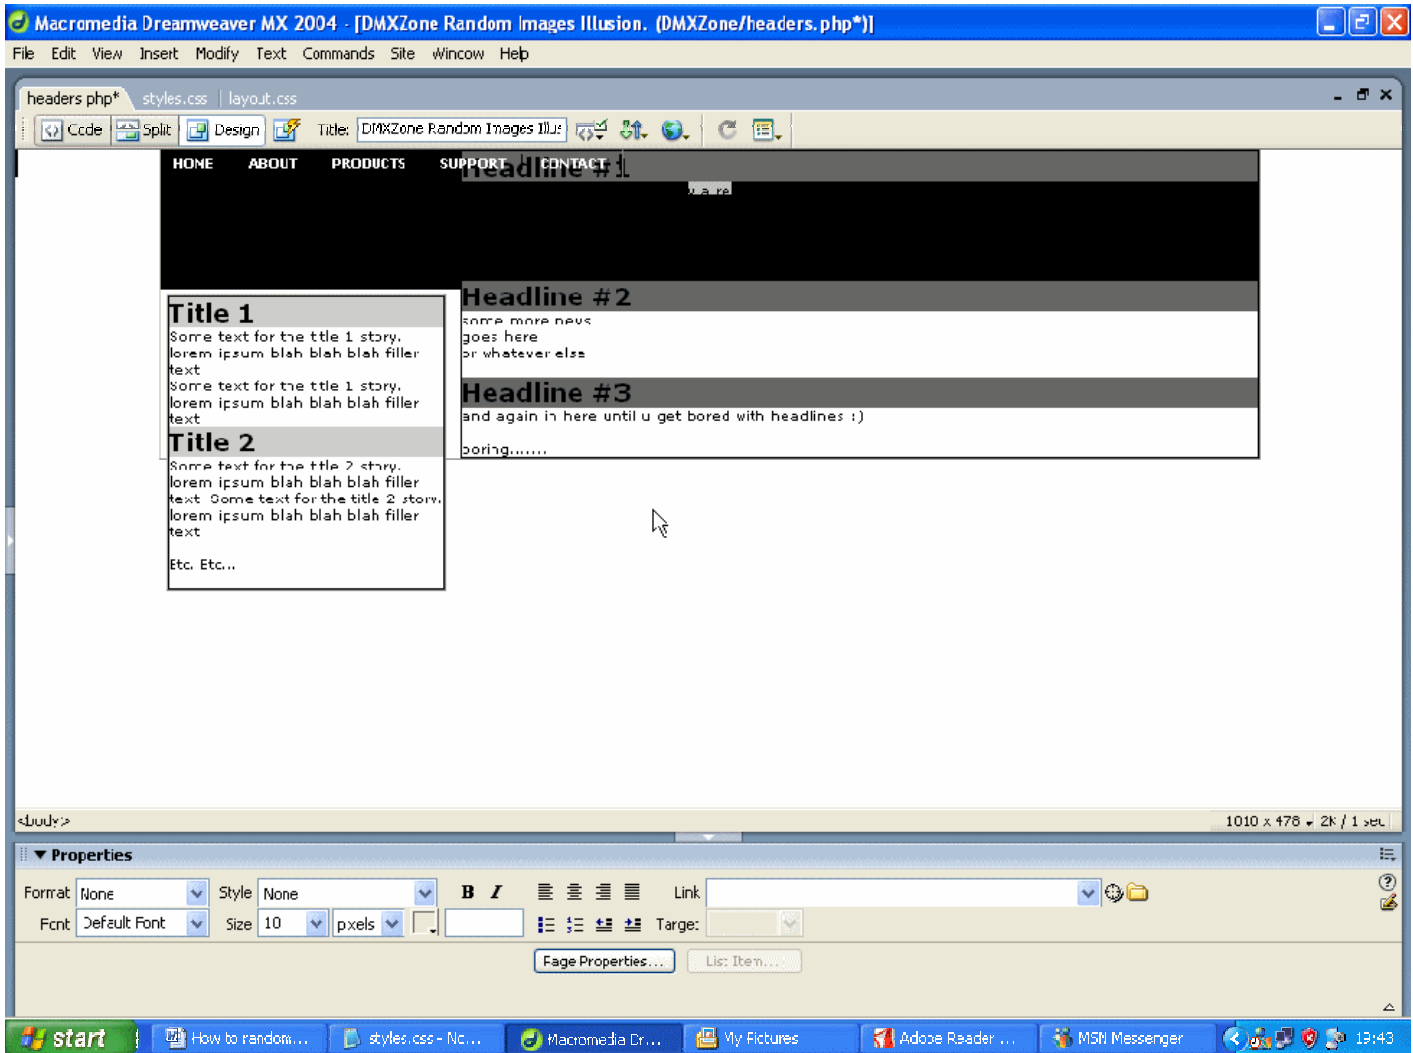 Macromedia Dreamweaver MX 2004 - [DMXZone Random Images Illusion. (DMXZone/headers.php*)]
File Edit View Insert Modify Text Commands Site Window Help
headers php* styles.css layout.css
Code Split Design Title: DMXZone Random Images Illus
HOME ABOUT PRODUCTS SUPPORT CONTACT
Headline #1
y a re
Headline #2
some more news
goes here
or whatever else
Headline #3
and again in here until u get bored with headlines :)
boring.......
Title 1
Some text for the title 1 story.
lorem ipsum blah blah blah filler
text
Some text for the title 1 story.
lorem ipsum blah blah blah filler
text
Title 2
Some text for the title 2 story.
lorem ipsum blah blah blah filler
text Some text for the title 2 story.
lorem ipsum blah blah blah filler
text
Etc. Etc...
<body> 1010 x 478 2K / 1 sec
Properties
Format None Style None B I Link
Font Default Font Size 10 pixels Target
Page Properties... List Item...
start How to random... styles.css - No... Macromedia Dr... My Pictures Adobe Reader ... MSN Messenger 19:43